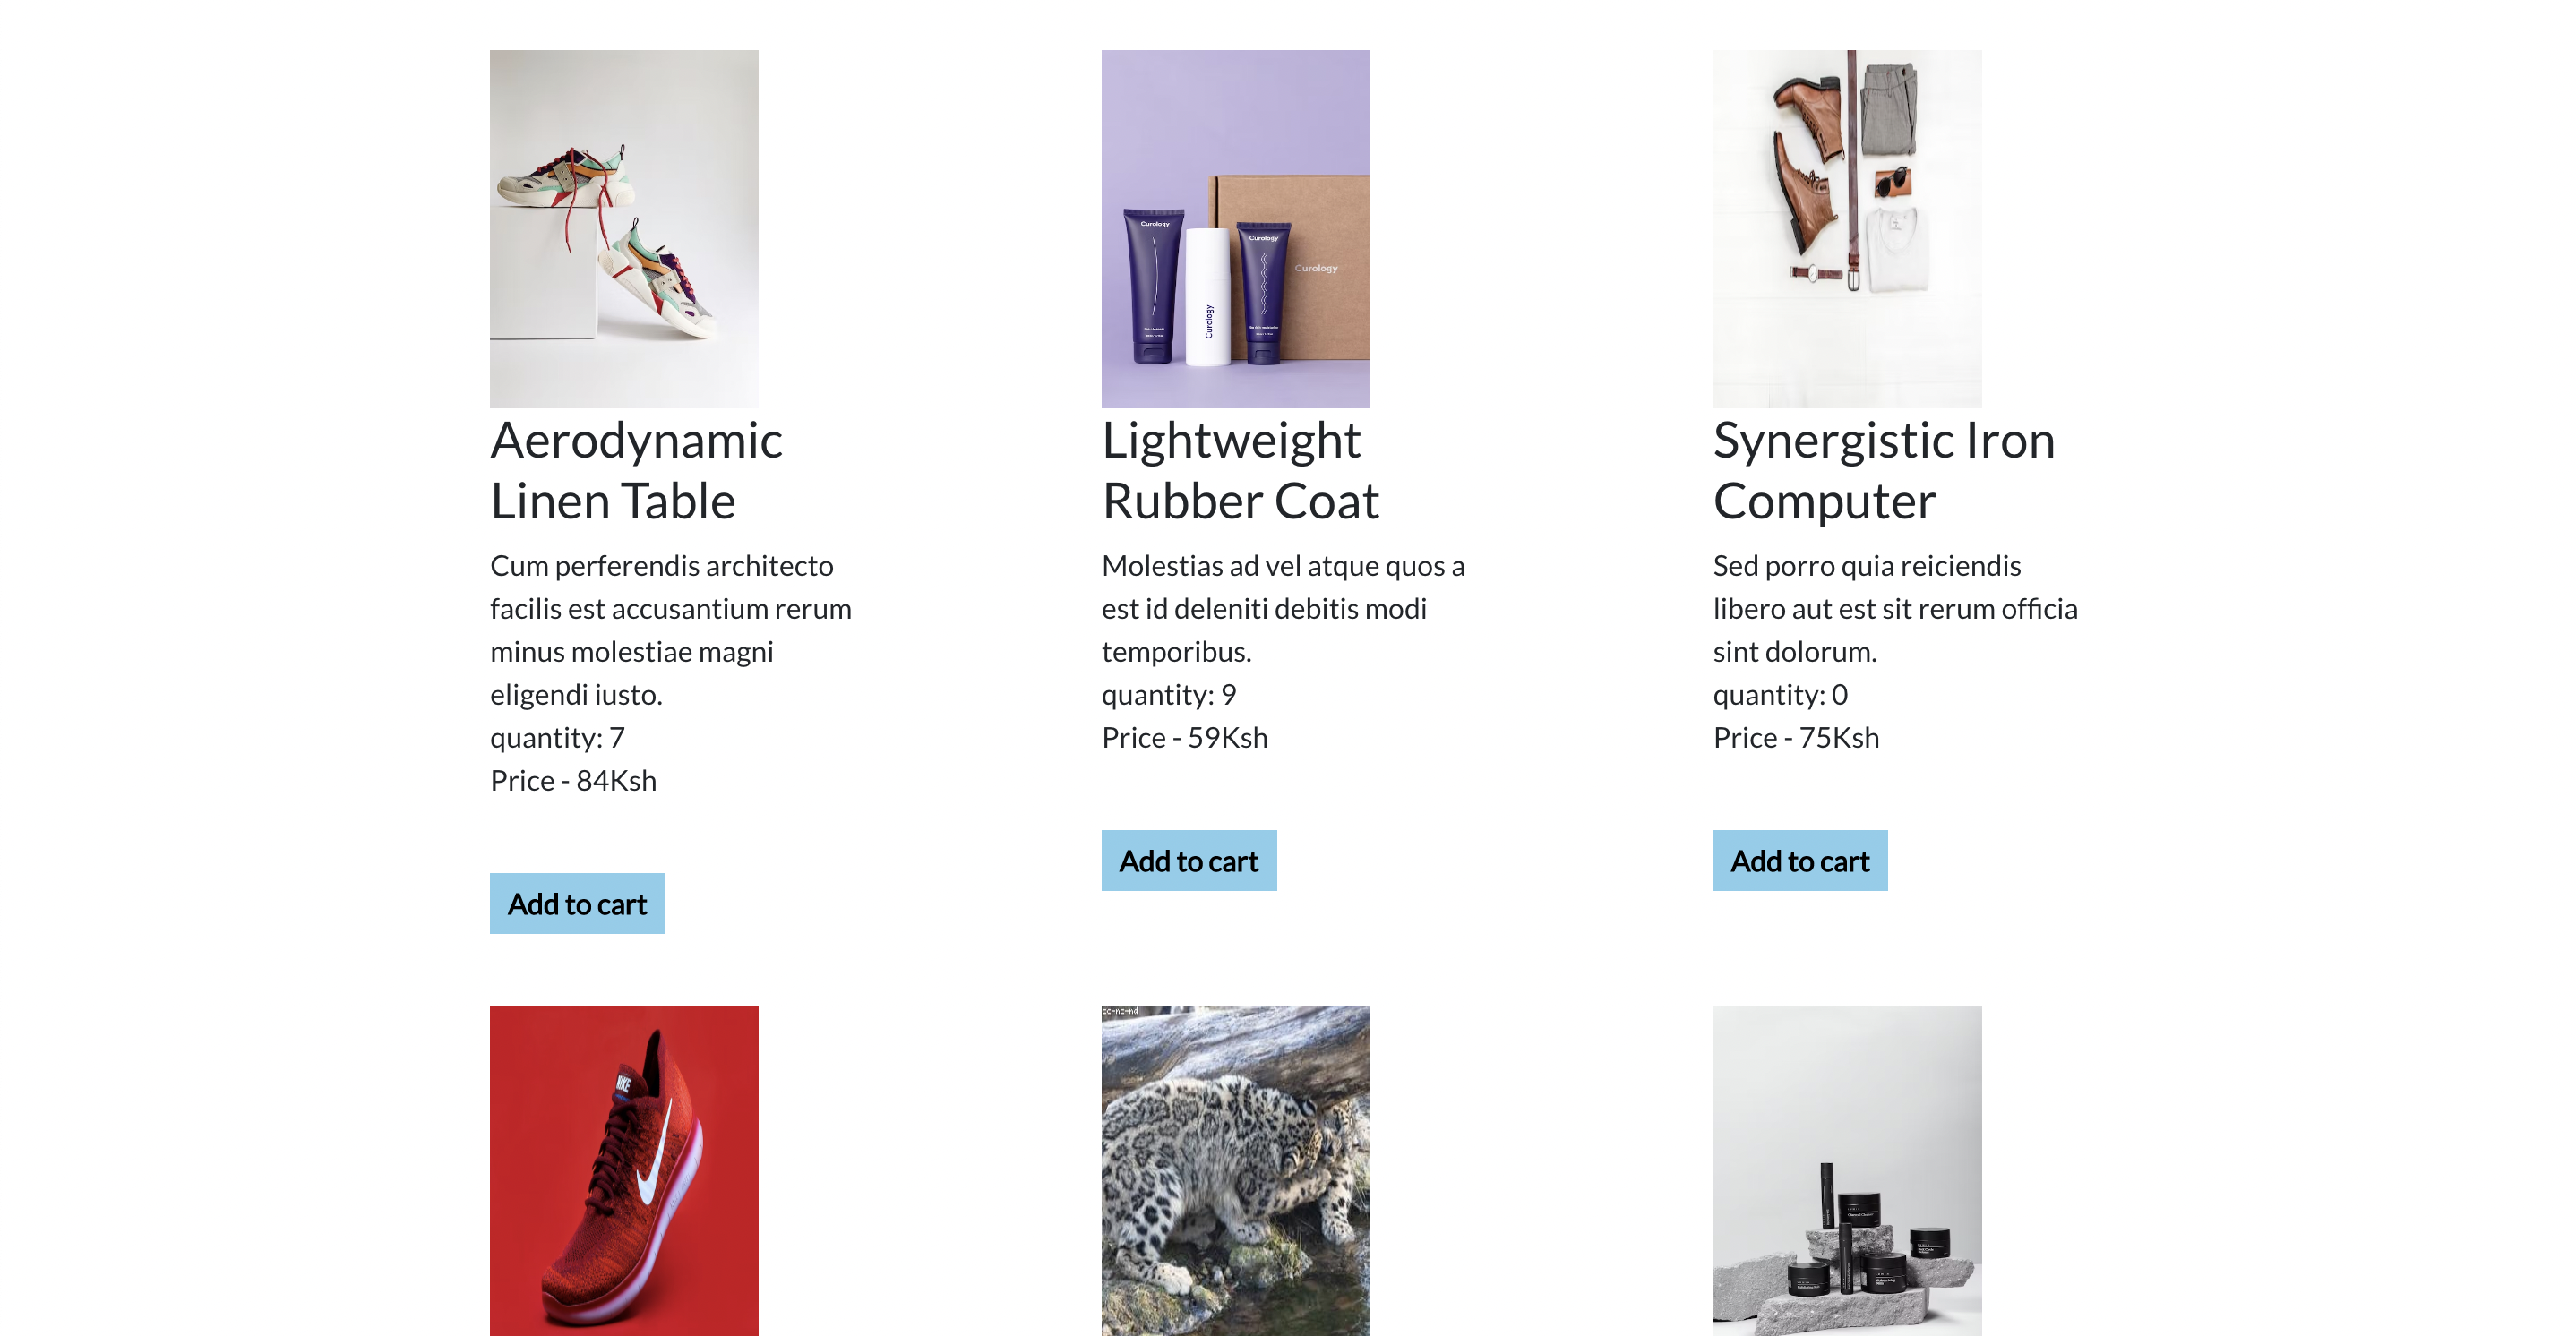 Curology
Curology
Curology
Curology
Aerodynamic
Linen Table
Cum perferendis architecto
facilis est accusantium rerum
minus molestiae magni
eligendi iusto.
quantity: 7
Price - 84Ksh
Add to cart
Lightweight
Rubber Coat
Molestias ad vel atque quos a
est id deleniti debitis modi
temporibus.
quantity: 9
Price - 59Ksh
Add to cart
Synergistic Iron
Computer
Sed porro quia reiciendis
libero aut est sit rerum officia
sint dolorum.
quantity: 0
Price - 75Ksh
Add to cart
NIKE
cc-nc-nd